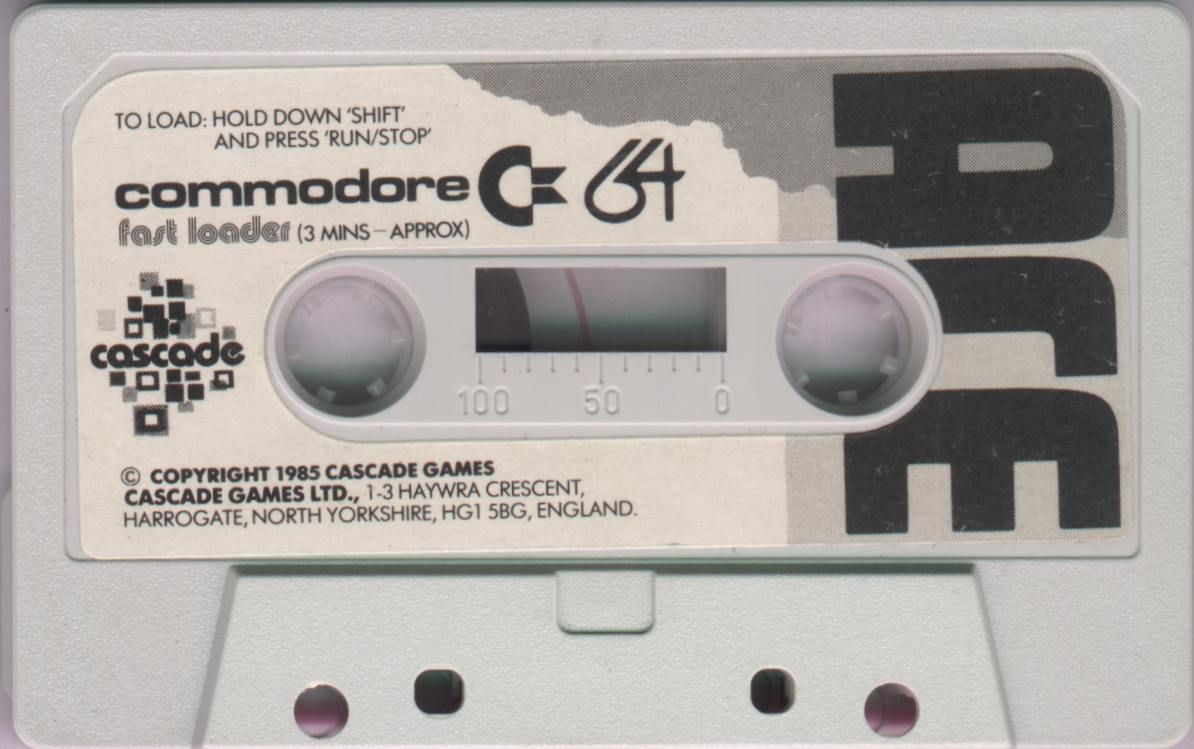 TO LOAD: HOLD DOWN 'SHIFT'
AND PRESS 'RUN/STOP'
commodore C= 64
fast loader (3 MINS – APPROX)
cascade
100 50 0
© COPYRIGHT 1985 CASCADE GAMES
CASCADE GAMES LTD., 1-3 HAYWRA CRESCENT,
HARROGATE, NORTH YORKSHIRE, HG1 5BG, ENGLAND.
ACE